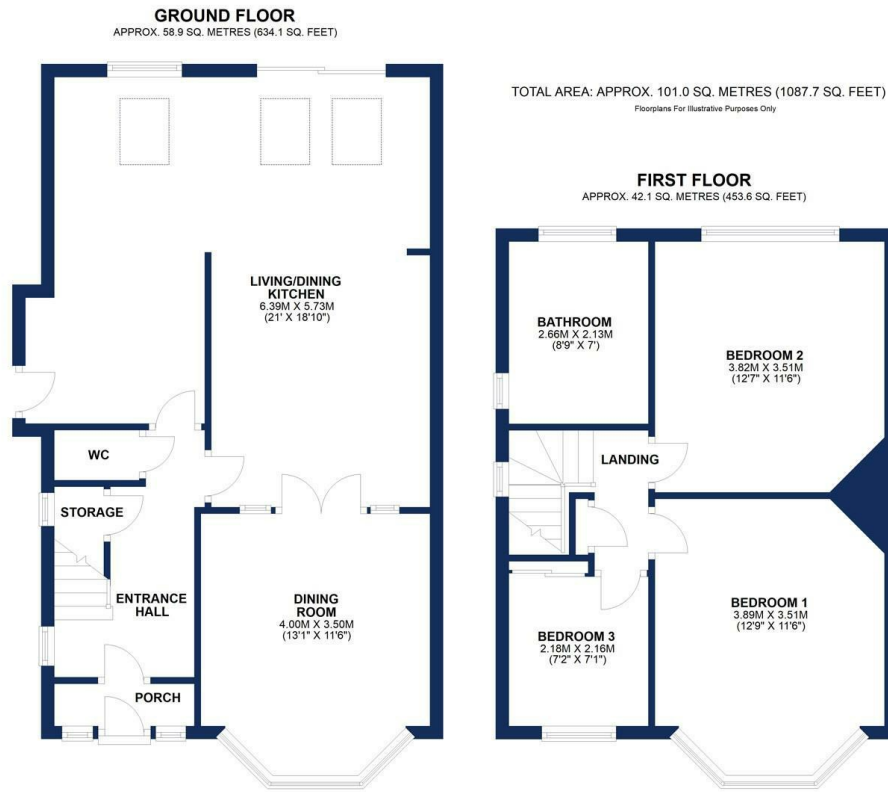 GROUND FLOOR
APPROX. 58.9 SQ. METRES (634.1 SQ. FEET)
TOTAL AREA: APPROX. 101.0 SQ. METRES (1087.7 SQ. FEET)
Floorplans For Illustrative Purposes Only
FIRST FLOOR
APPROX. 42.1 SQ. METRES (453.6 SQ. FEET)
LIVING/DINING
KITCHEN
6.39M X 5.73M
(21' X 18'10")
WC
STORAGE
ENTRANCE
HALL
DINING
ROOM
4.00M X 3.50M
(13'1" X 11'6")
PORCH
BATHROOM
2.66M X 2.13M
(8'9" X 7')
BEDROOM 2
3.82M X 3.51M
(12'7" X 11'6")
LANDING
BEDROOM 1
3.89M X 3.51M
(12'9" X 11'6")
BEDROOM 3
2.18M X 2.16M
(7'2" X 7'1")